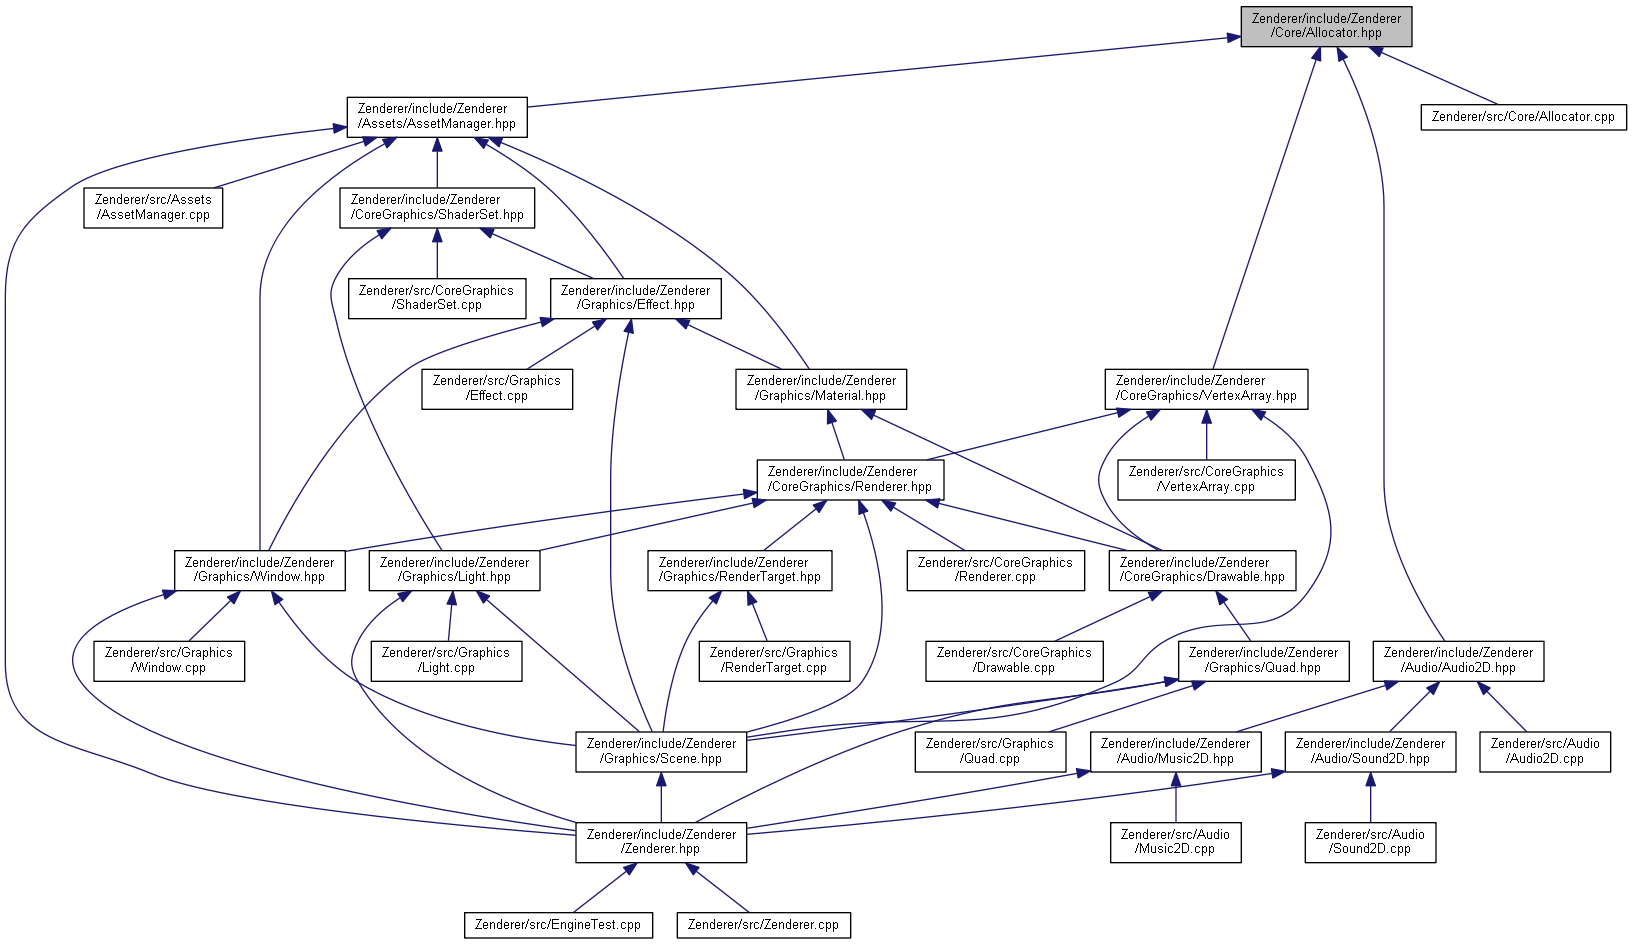 Zenderer/include/Zenderer
/Core/Allocator.hpp
Zenderer/include/Zenderer
/Assets/AssetManager.hpp
Zenderer/src/Core/Allocator.cpp
Zenderer/src/Assets
/AssetManager.cpp
Zenderer/include/Zenderer
/CoreGraphics/ShaderSet.hpp
Zenderer/src/CoreGraphics
/ShaderSet.cpp
Zenderer/include/Zenderer
/Graphics/Effect.hpp
Zenderer/src/Graphics
/Effect.cpp
Zenderer/include/Zenderer
/Graphics/Material.hpp
Zenderer/include/Zenderer
/CoreGraphics/VertexArray.hpp
Zenderer/include/Zenderer
/CoreGraphics/Renderer.hpp
Zenderer/src/CoreGraphics
/VertexArray.cpp
Zenderer/include/Zenderer
/Graphics/Window.hpp
Zenderer/include/Zenderer
/Graphics/Light.hpp
Zenderer/include/Zenderer
/Graphics/RenderTarget.hpp
Zenderer/src/CoreGraphics
/Renderer.cpp
Zenderer/include/Zenderer
/CoreGraphics/Drawable.hpp
Zenderer/src/Graphics
/Window.cpp
Zenderer/src/Graphics
/Light.cpp
Zenderer/src/Graphics
/RenderTarget.cpp
Zenderer/src/CoreGraphics
/Drawable.cpp
Zenderer/include/Zenderer
/Graphics/Quad.hpp
Zenderer/include/Zenderer
/Audio/Audio2D.hpp
Zenderer/include/Zenderer
/Graphics/Scene.hpp
Zenderer/src/Graphics
/Quad.cpp
Zenderer/include/Zenderer
/Audio/Music2D.hpp
Zenderer/include/Zenderer
/Audio/Sound2D.hpp
Zenderer/src/Audio
/Audio2D.cpp
Zenderer/include/Zenderer
/Zenderer.hpp
Zenderer/src/Audio
/Music2D.cpp
Zenderer/src/Audio
/Sound2D.cpp
Zenderer/src/EngineTest.cpp
Zenderer/src/Zenderer.cpp